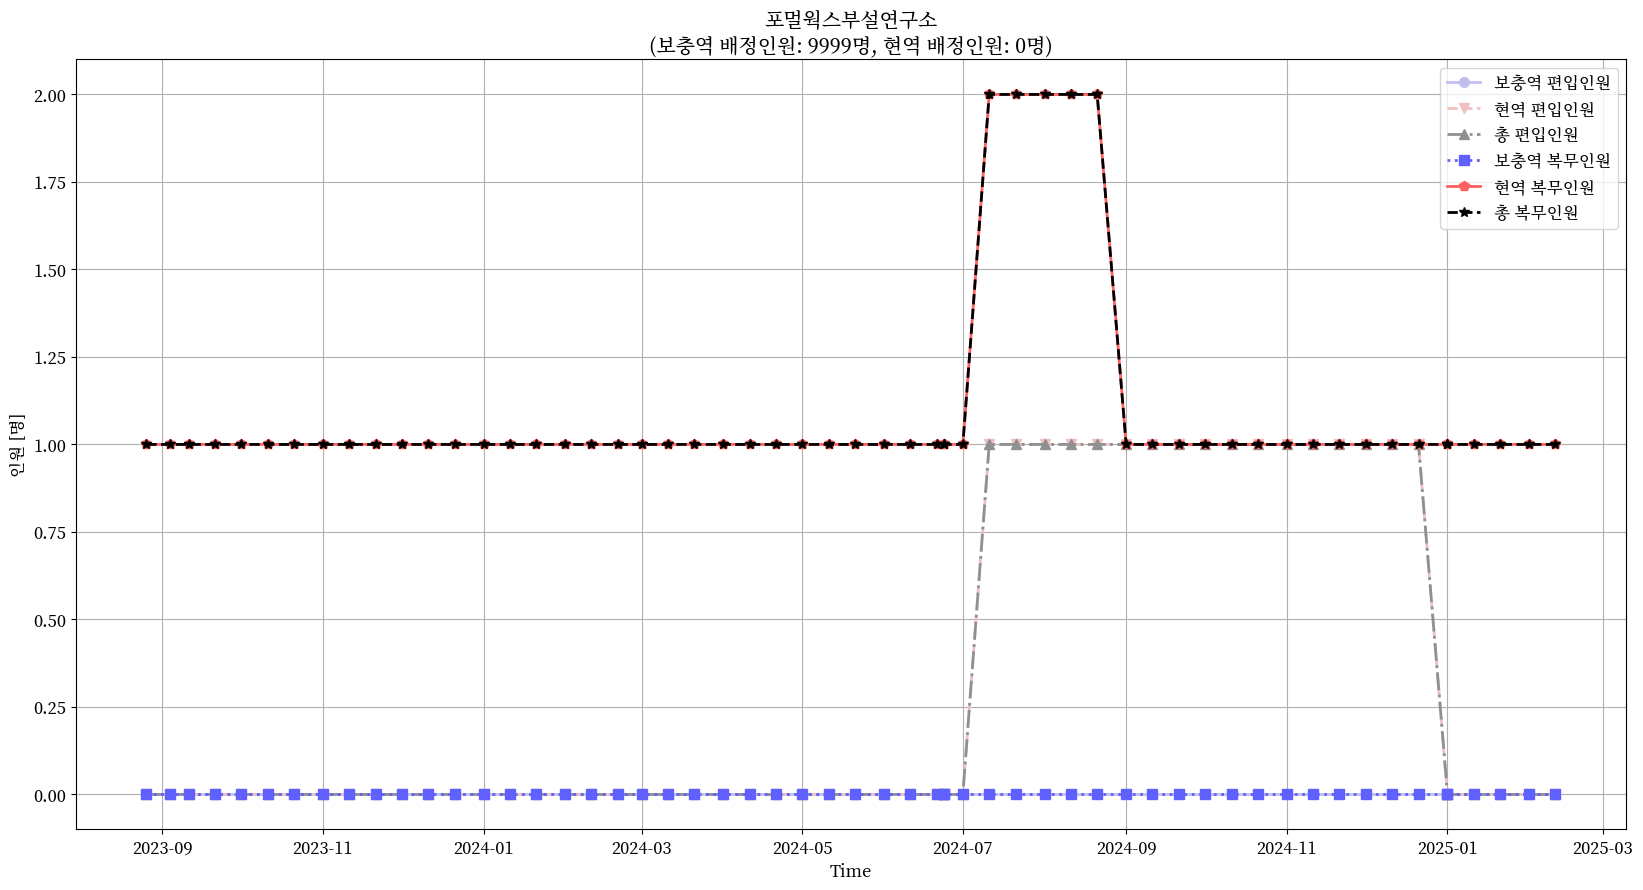 포멀웍스부설연구소
(보충역 배정인원: 9999명, 현역 배정인원: 0명)
보충역 편입인원
현역 편입인원
총 편입인원
보충역 복무인원
현역 복무인원
총 복무인원
인원 [명]
2.00
1.75
1.50
1.25
1.00
0.75
0.50
0.25
0.00
2023-09
2023-11
2024-01
2024-03
2024-05
2024-07
2024-09
2024-11
2025-01
2025-03
Time